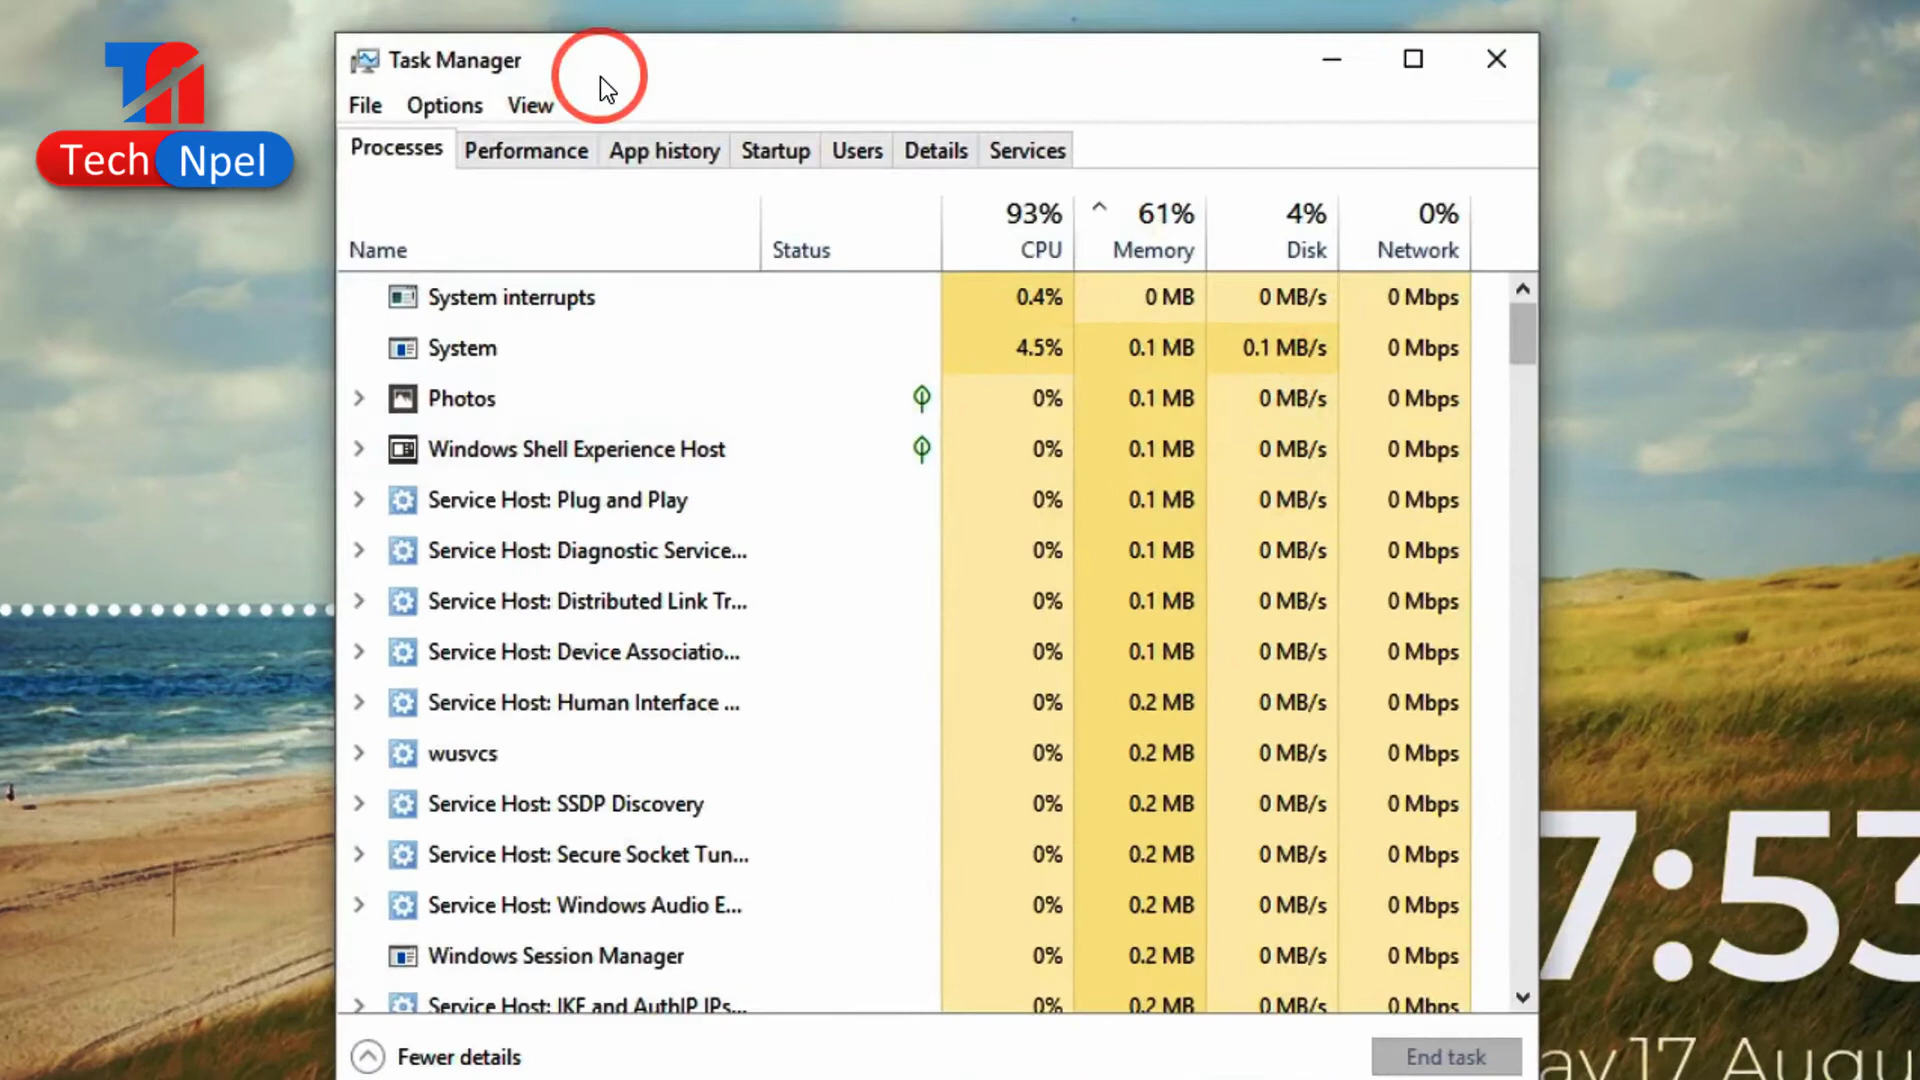 Tech Npel
Task Manager
File Options View
Processes Performance App history Startup Users Details Services
93% 61% 4% 0%
Name Status CPU Memory Disk Network
System interrupts 0.4% 0 MB 0 MB/s 0 Mbps
System 4.5% 0.1 MB 0.1 MB/s 0 Mbps
Photos 0% 0.1 MB 0 MB/s 0 Mbps
Windows Shell Experience Host 0% 0.1 MB 0 MB/s 0 Mbps
Service Host: Plug and Play 0% 0.1 MB 0 MB/s 0 Mbps
Service Host: Diagnostic Service... 0% 0.1 MB 0 MB/s 0 Mbps
Service Host: Distributed Link Tr... 0% 0.1 MB 0 MB/s 0 Mbps
Service Host: Device Associatio... 0% 0.1 MB 0 MB/s 0 Mbps
Service Host: Human Interface ... 0% 0.2 MB 0 MB/s 0 Mbps
wusvcs 0% 0.2 MB 0 MB/s 0 Mbps
Service Host: SSDP Discovery 0% 0.2 MB 0 MB/s 0 Mbps
Service Host: Secure Socket Tun... 0% 0.2 MB 0 MB/s 0 Mbps
Service Host: Windows Audio E... 0% 0.2 MB 0 MB/s 0 Mbps
Windows Session Manager 0% 0.2 MB 0 MB/s 0 Mbps
Service Host: IKE and AuthIP IPs... 0% 0.2 MB 0 MB/s 0 Mbps
Fewer details End task
7:53
ay 17 Augu